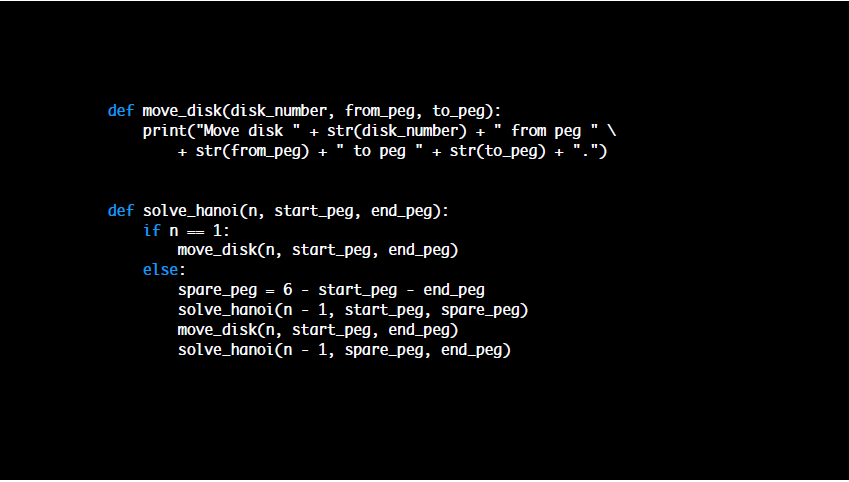 def move_disk(disk_number, from_peg, to_peg):
    print("Move disk " + str(disk_number) + " from peg " \
        + str(from_peg) + " to peg " + str(to_peg) + ".")
def solve_hanoi(n, start_peg, end_peg):
    if n == 1:
        move_disk(n, start_peg, end_peg)
    else:
        spare_peg = 6 - start_peg - end_peg
        solve_hanoi(n - 1, start_peg, spare_peg)
        move_disk(n, start_peg, end_peg)
        solve_hanoi(n - 1, spare_peg, end_peg)